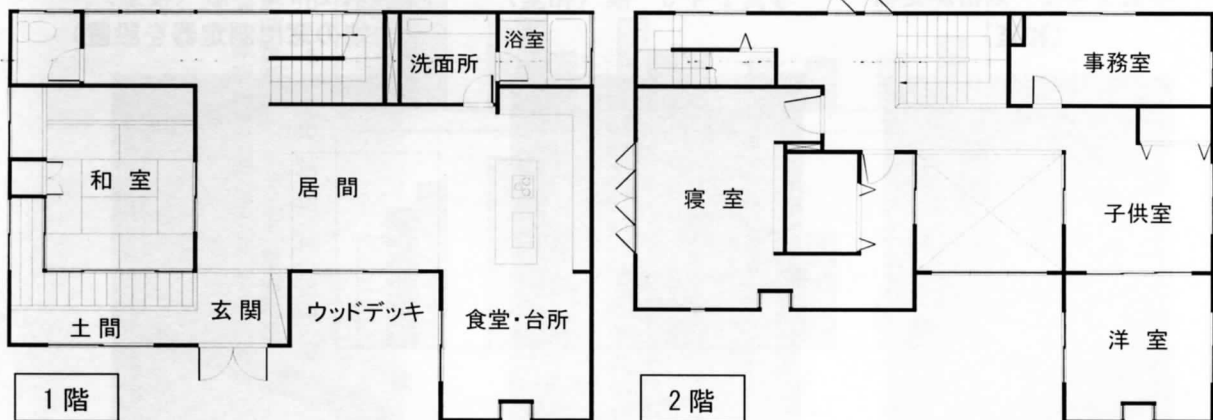 浴室
洗面所
和室
居間
玄関
ウッドデッキ
食堂・台所
土間
1階
事務室
寝室
子供室
洋室
2階